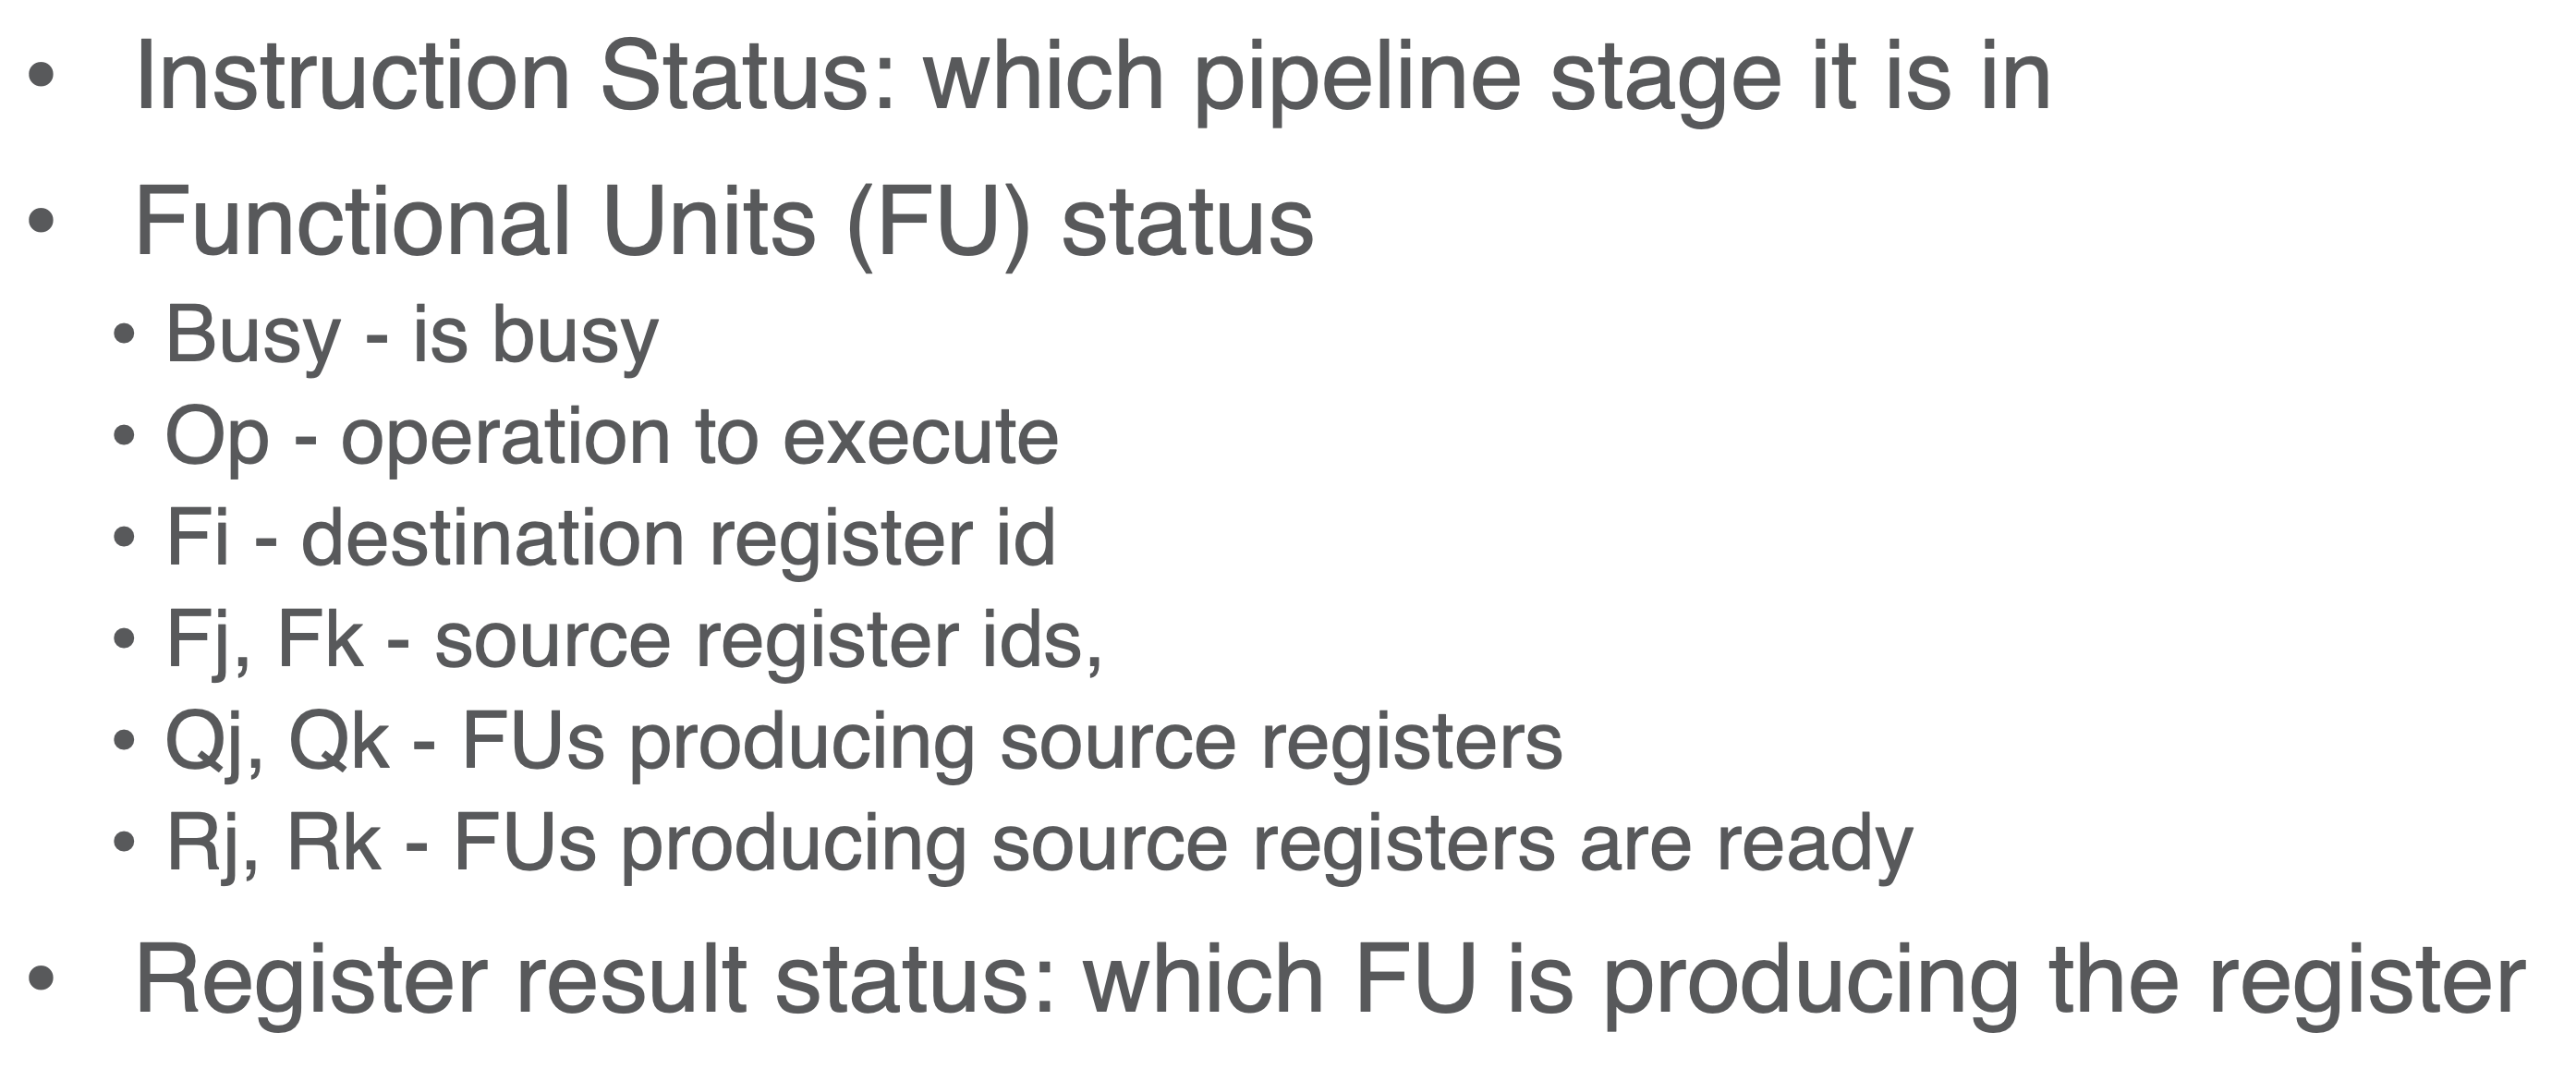 • Instruction Status: which pipeline stage it is in
• Functional Units (FU) status
• Busy - is busy
• Op - operation to execute
• Fi - destination register id
• Fj, Fk - source register ids,
• Qj, Qk - FUs producing source registers
• Rj, Rk - FUs producing source registers are ready
• Register result status: which FU is producing the register